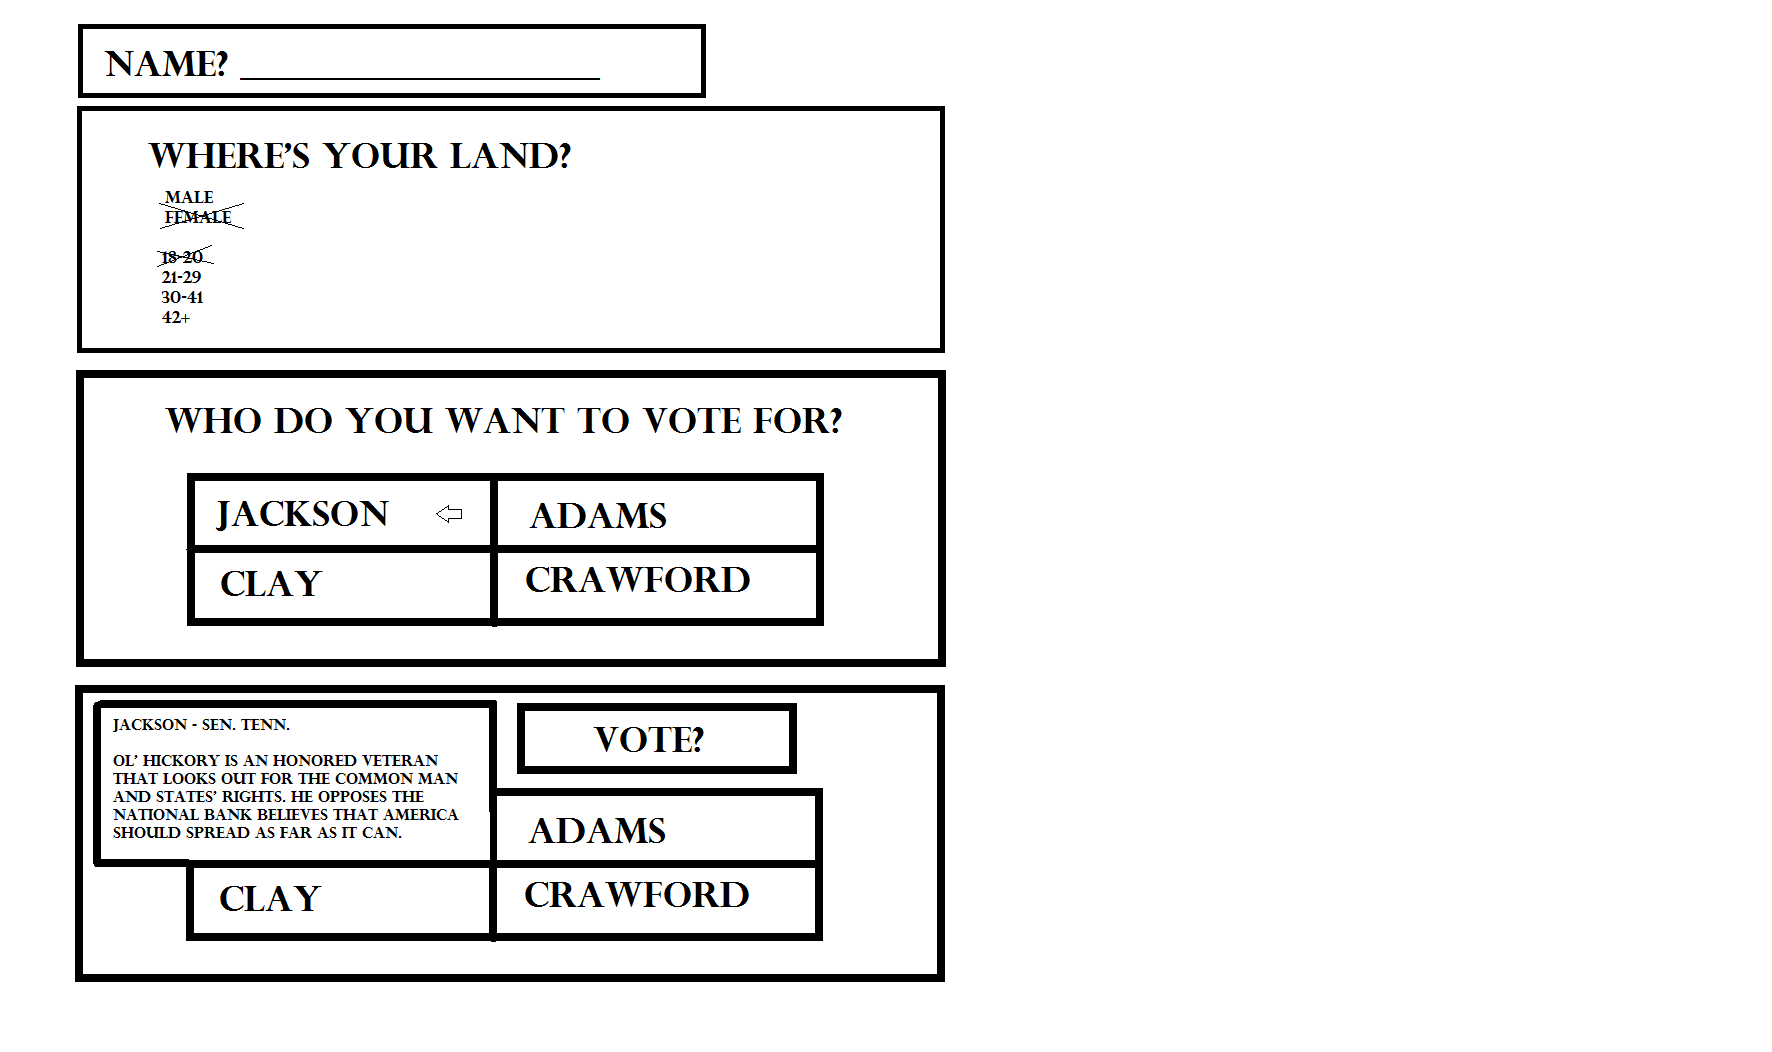 NAME? ____________________
WHERE'S YOUR LAND?
MALE
FEMALE
18-20
21-29
30-41
42+
WHO DO YOU WANT TO VOTE FOR?
JACKSON
ADAMS
CLAY
CRAWFORD
JACKSON - SEN. TENN.
OL' HICKORY IS AN HONORED VETERAN
THAT LOOKS OUT FOR THE COMMON MAN
AND STATES' RIGHTS. HE OPPOSES THE
NATIONAL BANK BELIEVES THAT AMERICA
SHOULD SPREAD AS FAR AS IT CAN.
VOTE?
ADAMS
CLAY
CRAWFORD